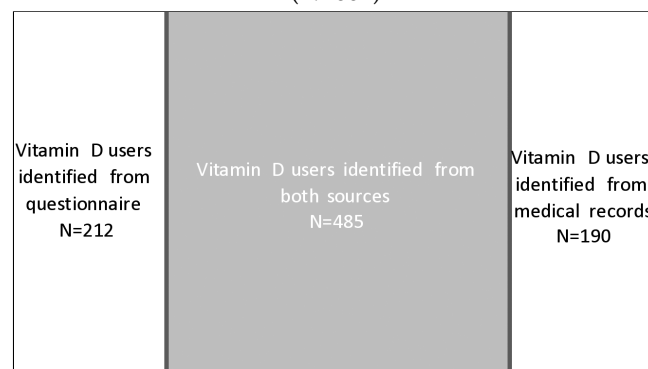 Vitamin D users
identified from
questionnaire
N=212
Vitamin D users identified from
both sources
N=485
Vitamin D users
identified from
medical records
N=190